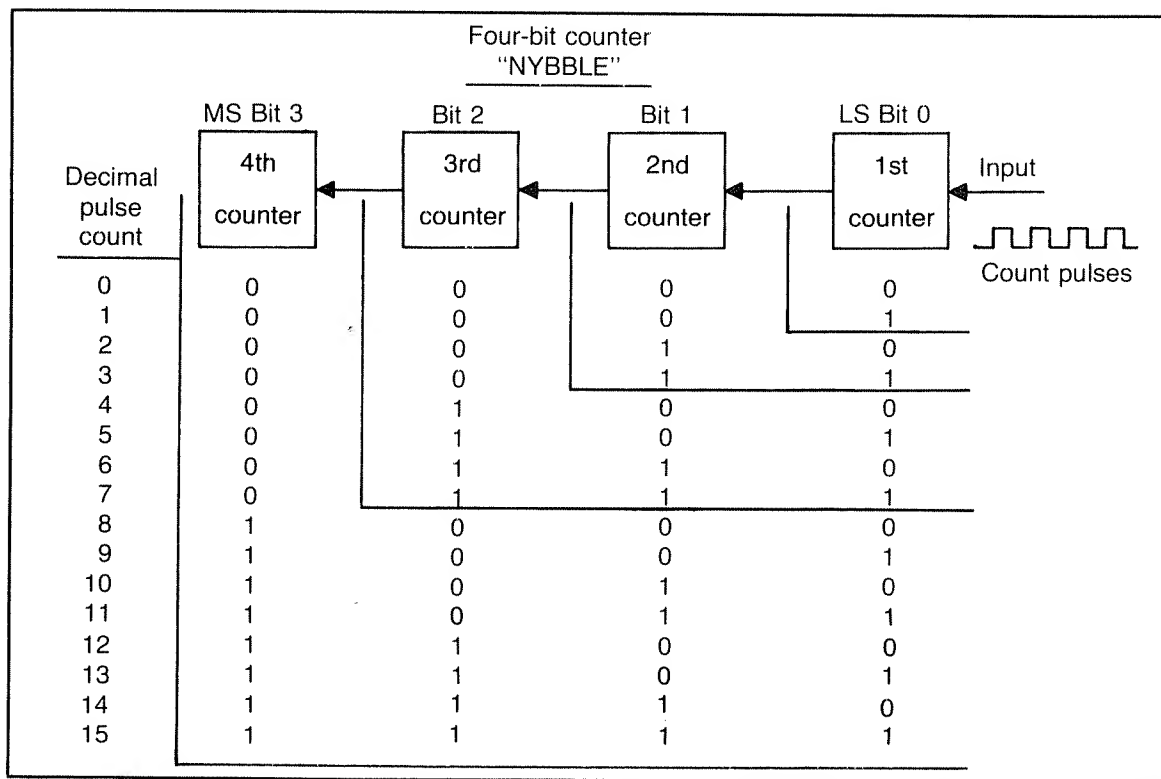 Four-bit counter
"NYBBLE"
MS Bit 3 Bit 2 Bit 1 LS Bit 0
4th counter
3rd counter
2nd counter
1st counter
Input
Count pulses
Decimal
pulse
count
0 0 0 0 0
1 0 0 0 1
2 0 0 1 0
3 0 0 1 1
4 0 1 0 0
5 0 1 0 1
6 0 1 1 0
7 0 1 1 1
8 1 0 0 0
9 1 0 0 1
10 1 0 1 0
11 1 0 1 1
12 1 1 0 0
13 1 1 0 1
14 1 1 1 0
15 1 1 1 1